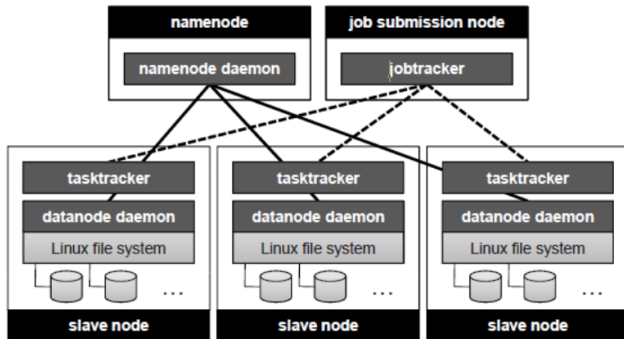 namenode
job submission node
namenode daemon
jobtracker
tasktracker
tasktracker
tasktracker
datanode daemon
datanode daemon
datanode daemon
Linux file system
Linux file system
Linux file system
...
...
...
slave node
slave node
slave node